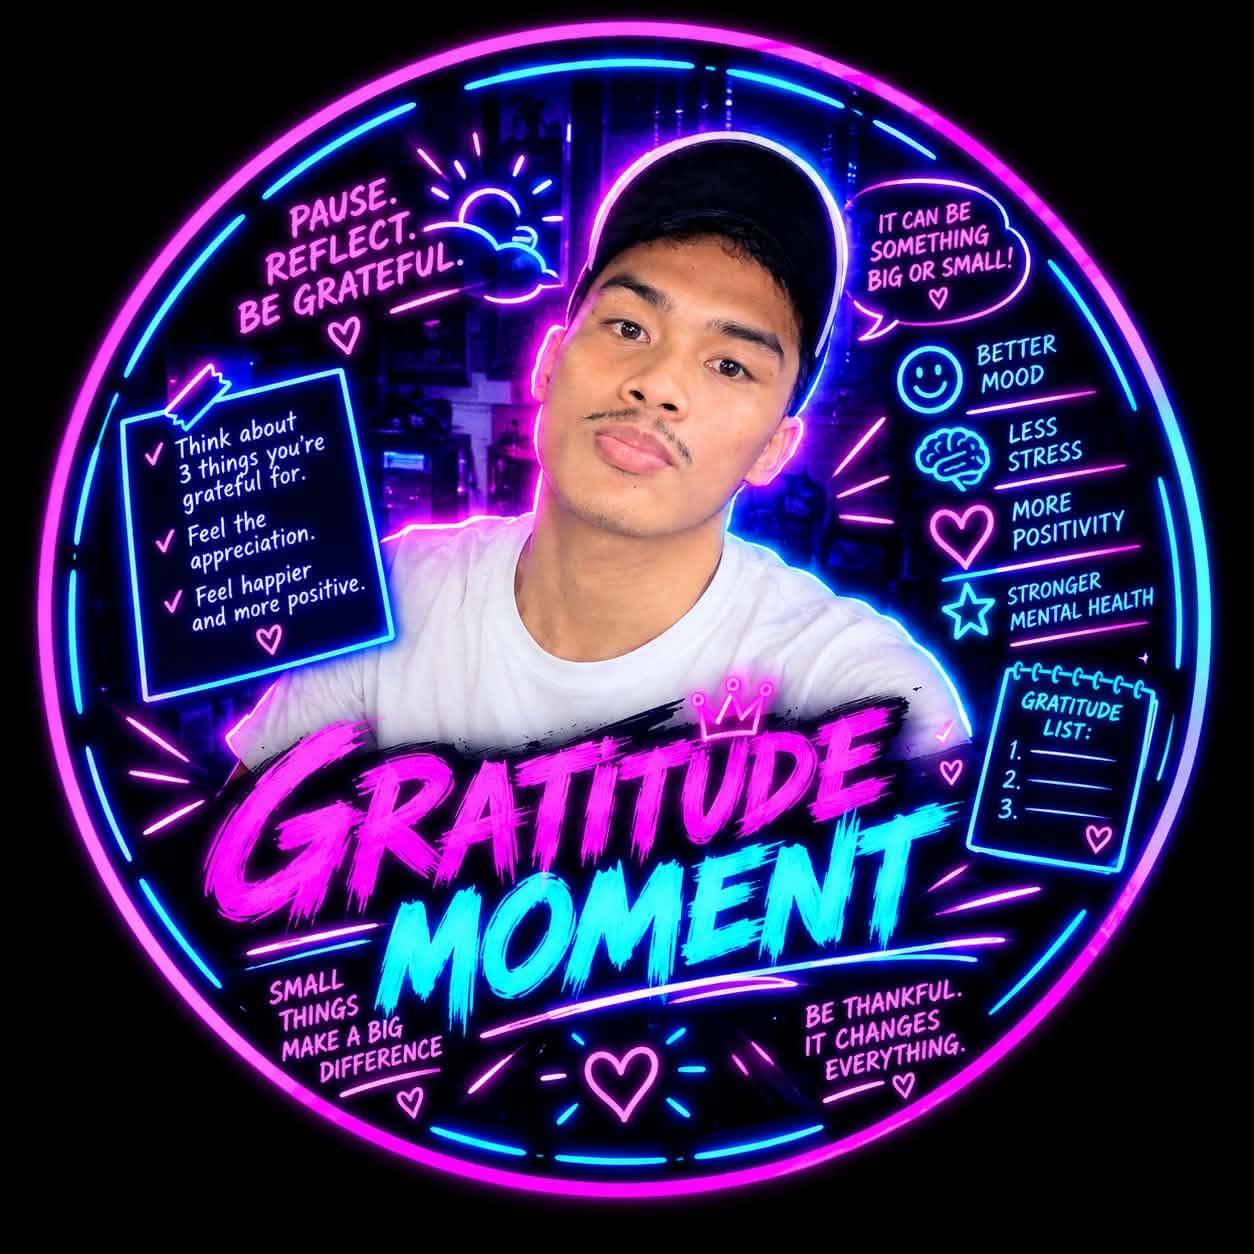 PAUSE.
REFLECT.
BE GRATEFUL.
IT CAN BE
SOMETHING
BIG OR SMALL!
Think about
3 things you're
grateful for.
Feel the
appreciation.
Feel happier
and more positive.
BETTER
MOOD
LESS
STRESS
MORE
POSITIVITY
STRONGER
MENTAL HEALTH
GRATITUDE
LIST:
1.
2.
3.
GRATiTUDE
MOMENT
SMALL
THINGS
MAKE A BIG
DIFFERENCE
BE THANKFUL.
IT CHANGES
EVERYTHING.